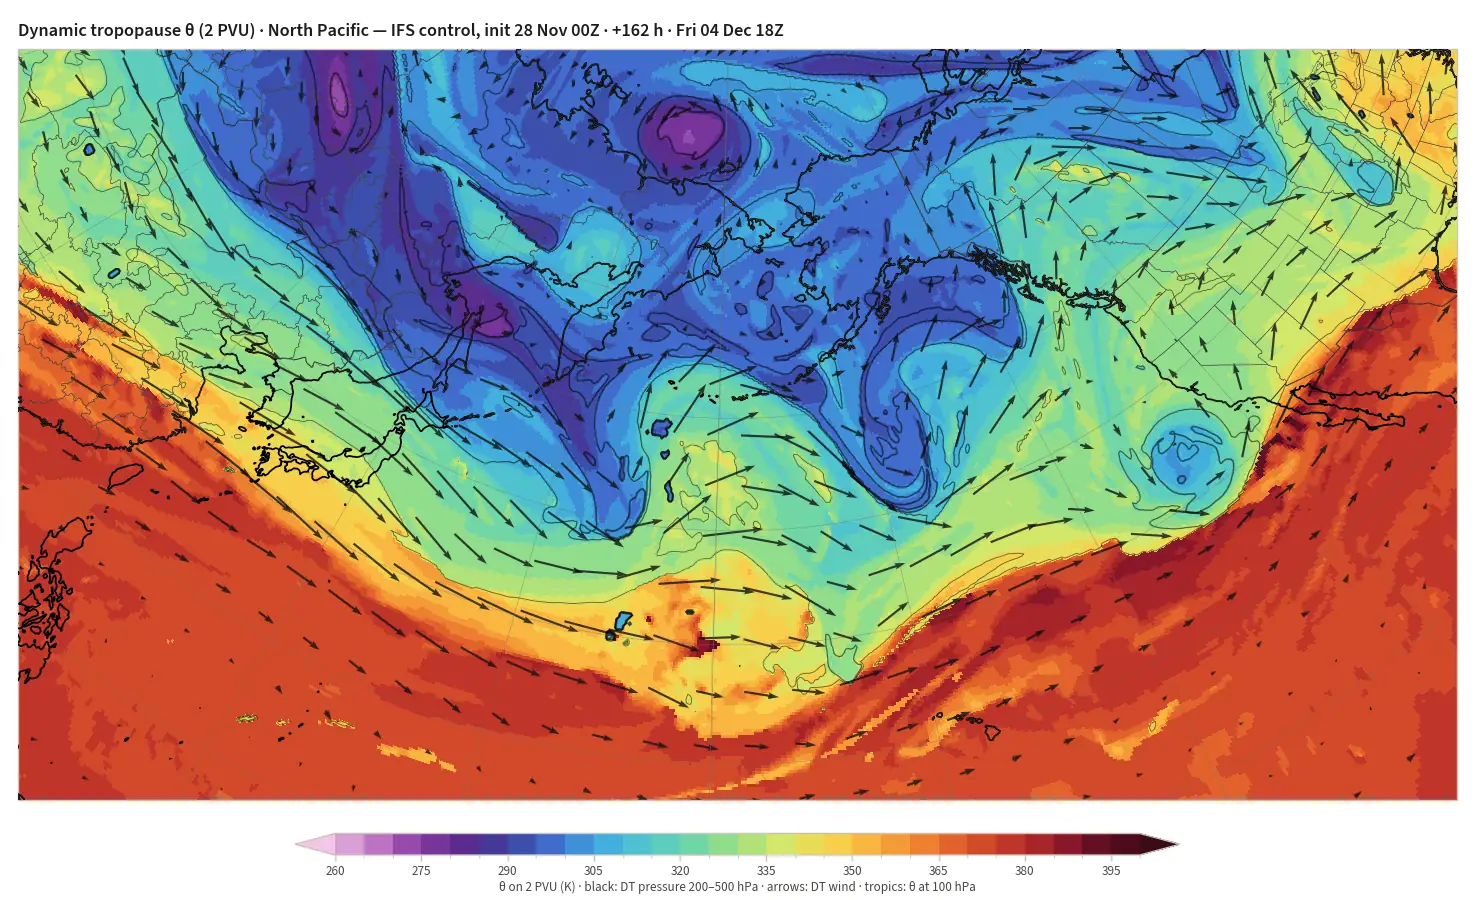 Dynamic tropopause θ (2 PVU) · North Pacific — IFS control, init 28 Nov 00Z · +162 h · Fri 04 Dec 18Z
260 275 290 305 320 335 350 365 380 395
θ on 2 PVU (K) · black: DT pressure 200–500 hPa · arrows: DT wind · tropics: θ at 100 hPa